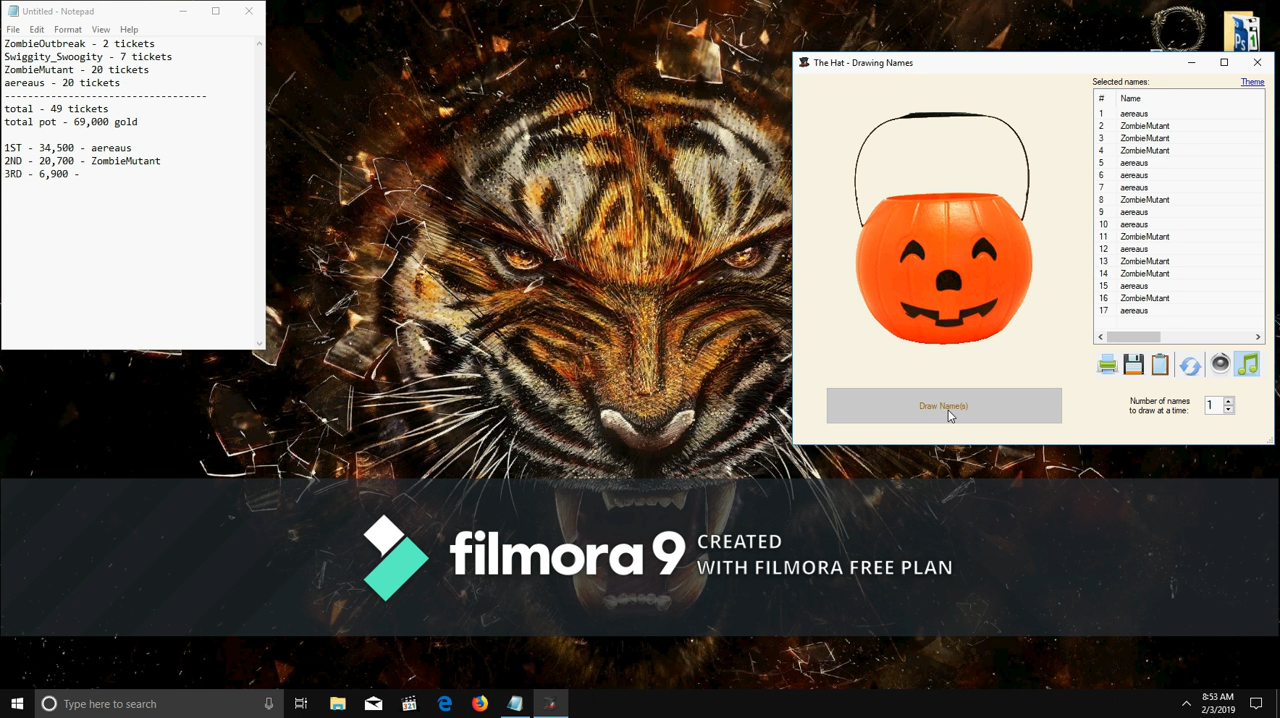 Untitled - Notepad
File Edit Format View Help
ZombieOutbreak - 2 tickets
Swiggity_Swoogity - 7 tickets
ZombieMutant - 20 tickets
aereaus - 20 tickets
----------------------------------
total - 49 tickets
total pot - 69,000 gold
1ST - 34,500 - aereaus
2ND - 20,700 - ZombieMutant
3RD - 6,900 -
The Hat - Drawing Names
Selected names: Theme
# Name
1 aereaus
2 ZombieMutant
3 ZombieMutant
4 ZombieMutant
5 aereaus
6 aereaus
7 aereaus
8 ZombieMutant
9 aereaus
10 aereaus
11 ZombieMutant
12 aereaus
13 ZombieMutant
14 ZombieMutant
15 aereaus
16 ZombieMutant
17 aereaus
Draw Name(s)
Number of names
to draw at a time: 1
filmora 9
CREATED
WITH FILMORA FREE PLAN
Type here to search
8:53 AM
2/3/2019